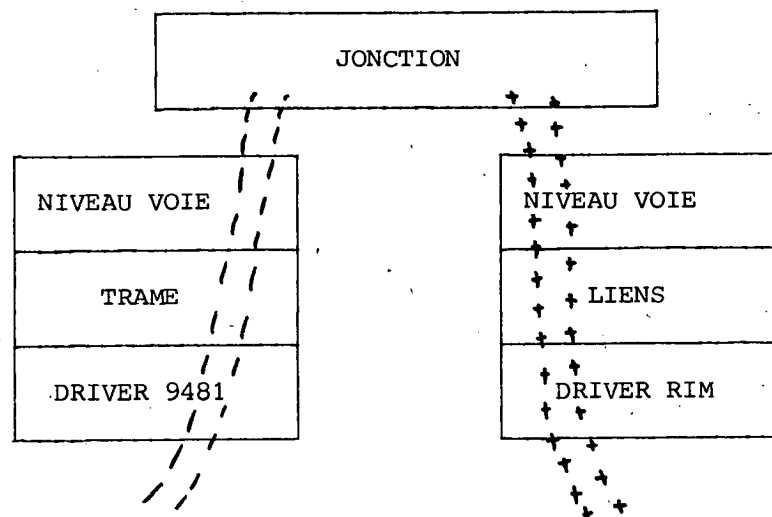 JONCTION
NIVEAU VOIE
TRAME
DRIVER 9481
NIVEAU VOIE
LIENS
DRIVER RIM